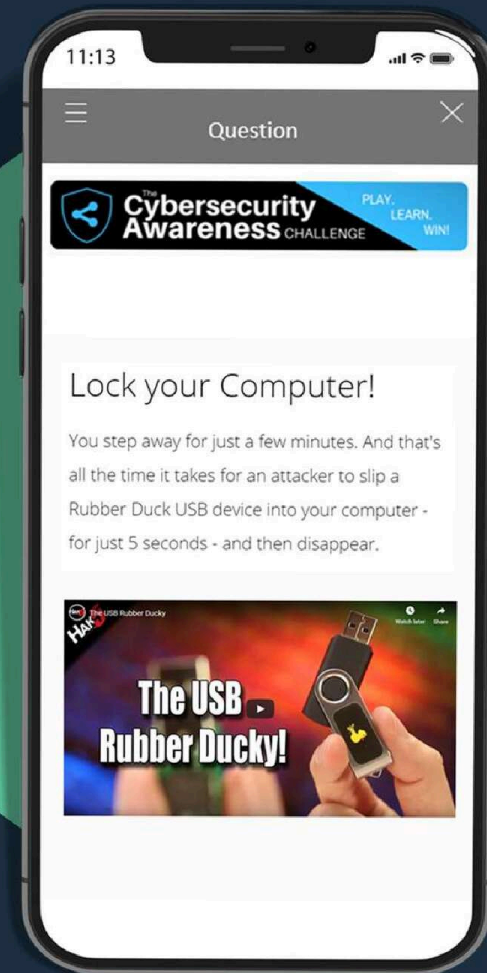 11:13
Question
The
Cybersecurity
Awareness CHALLENGE
PLAY.
LEARN.
WIN!
Lock your Computer!
You step away for just a few minutes. And that's
all the time it takes for an attacker to slip a
Rubber Duck USB device into your computer -
for just 5 seconds - and then disappear.
The USB Rubber Ducky
HAK5
Watch later
Share
The USB
Rubber Ducky!